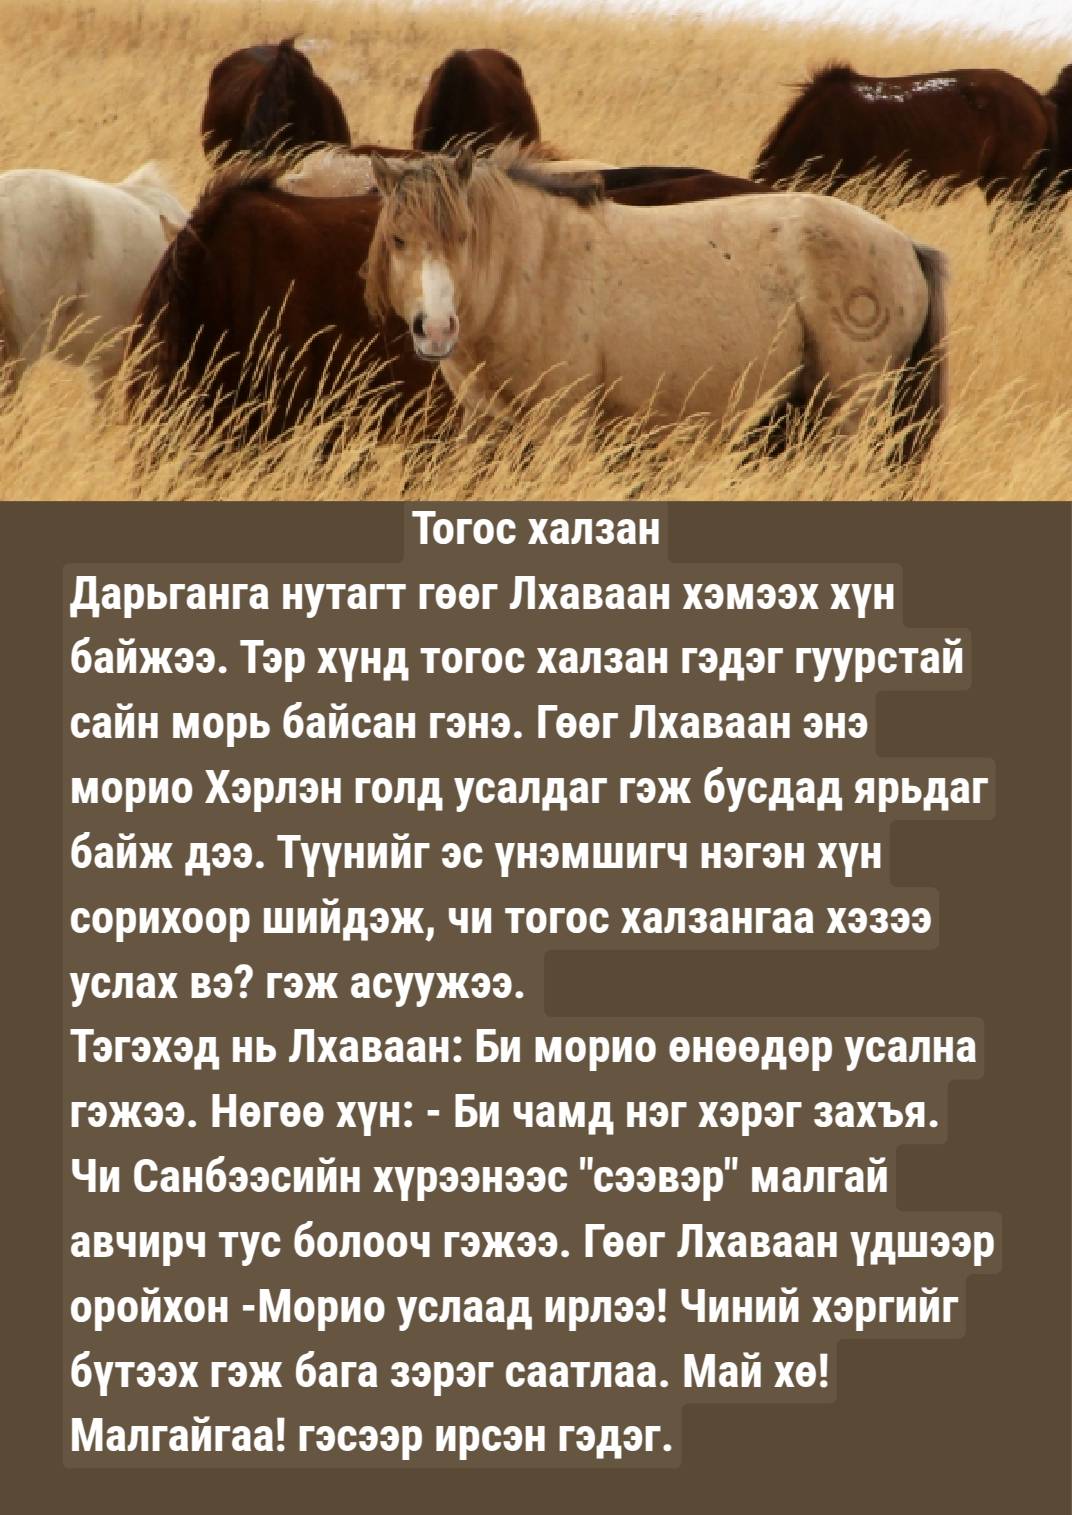 Тогос халзан
Дарьганга нутагт гөөг Лхаваан хэмээх хүн
байжээ. Тэр хүнд тогос халзан гэдэг гуурстай
сайн морь байсан гэнэ. Гөөг Лхаваан энэ
морио Хэрлэн голд усалдаг гэж бусдад ярьдаг
байж дээ. Түүнийг эс үнэмшигч нэгэн хүн
сорихоор шийдэж, чи тогос халзангаа хэзээ
услах вэ? гэж асуужээ.
Тэгэхэд нь Лхаваан: Би морио өнөөдөр усална
гэжээ. Нөгөө хүн: - Би чамд нэг хэрэг захъя.
Чи Санбээсийн хүрээнээс "сээвэр" малгай
авчирч тус болооч гэжээ. Гөөг Лхаваан үдшээр
оройхон -Морио услаад ирлээ! Чиний хэргийг
бүтээх гэж бага зэрэг саатлаа. Май хө!
Малгайгаа! гэсээр ирсэн гэдэг.